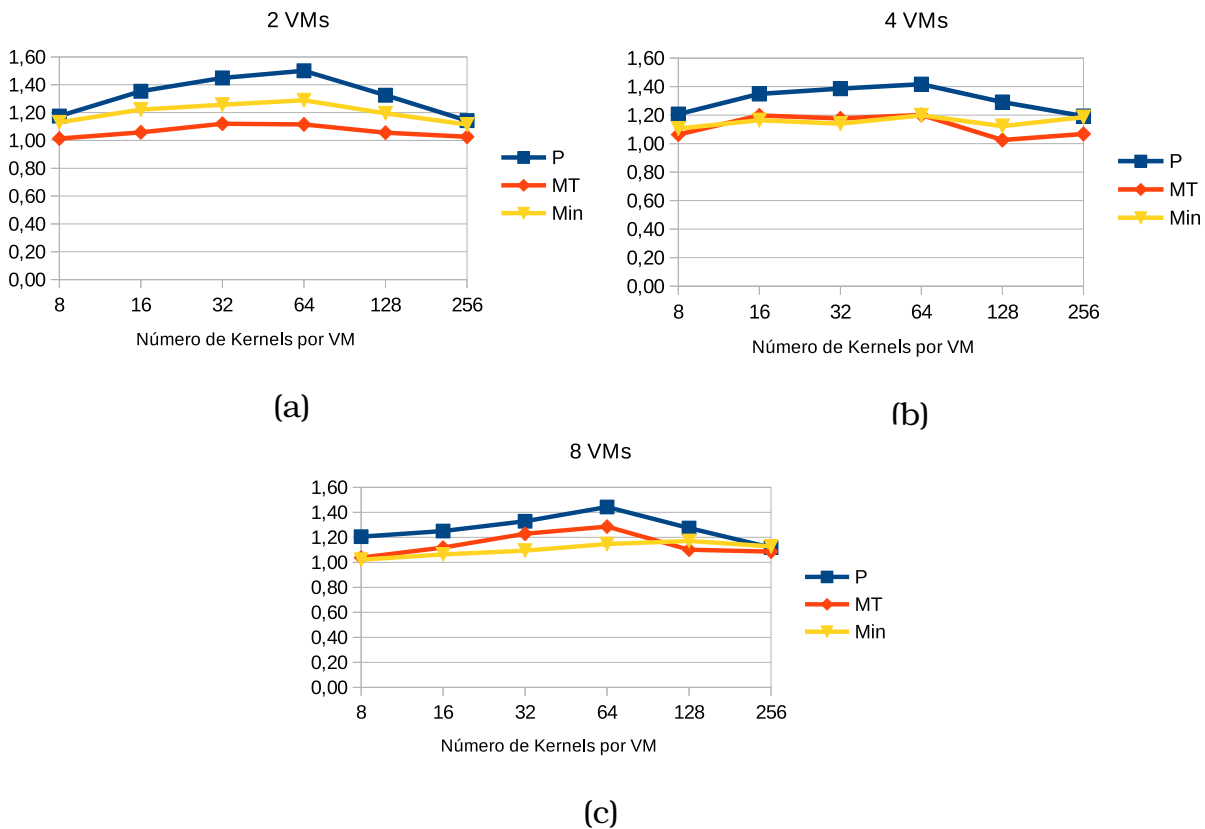 2 VMs
1,60
1,40
1,20
1,00
0,80
0,60
0,40
0,20
0,00
8 16 32 64 128 256
Número de Kernels por VM
P
MT
Min
(a)
4 VMs
1,60
1,40
1,20
1,00
0,80
0,60
0,40
0,20
0,00
8 16 32 64 128 256
Número de Kernels por VM
P
MT
Min
(b)
8 VMs
1,60
1,40
1,20
1,00
0,80
0,60
0,40
0,20
0,00
8 16 32 64 128 256
Número de Kernels por VM
P
MT
Min
(c)